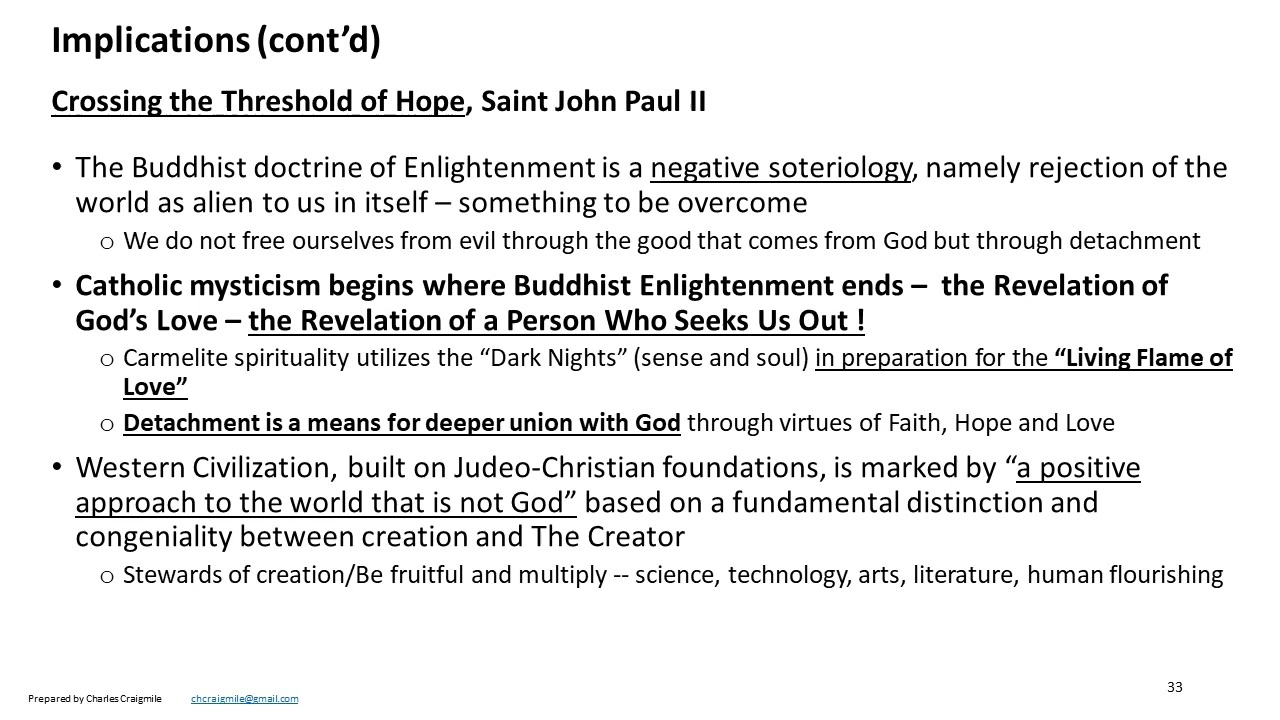 Implications (cont’d)
Crossing the Threshold of Hope, Saint John Paul II
• The Buddhist doctrine of Enlightenment is a negative soteriology, namely rejection of the
world as alien to us in itself – something to be overcome
o We do not free ourselves from evil through the good that comes from God but through detachment
• Catholic mysticism begins where Buddhist Enlightenment ends – the Revelation of
God’s Love – the Revelation of a Person Who Seeks Us Out !
o Carmelite spirituality utilizes the “Dark Nights” (sense and soul) in preparation for the “Living Flame of
Love”
o Detachment is a means for deeper union with God through virtues of Faith, Hope and Love
• Western Civilization, built on Judeo-Christian foundations, is marked by “a positive
approach to the world that is not God” based on a fundamental distinction and
congeniality between creation and The Creator
o Stewards of creation/Be fruitful and multiply -- science, technology, arts, literature, human flourishing
Prepared by Charles Craigmile chcraigmile@gmail.com
33